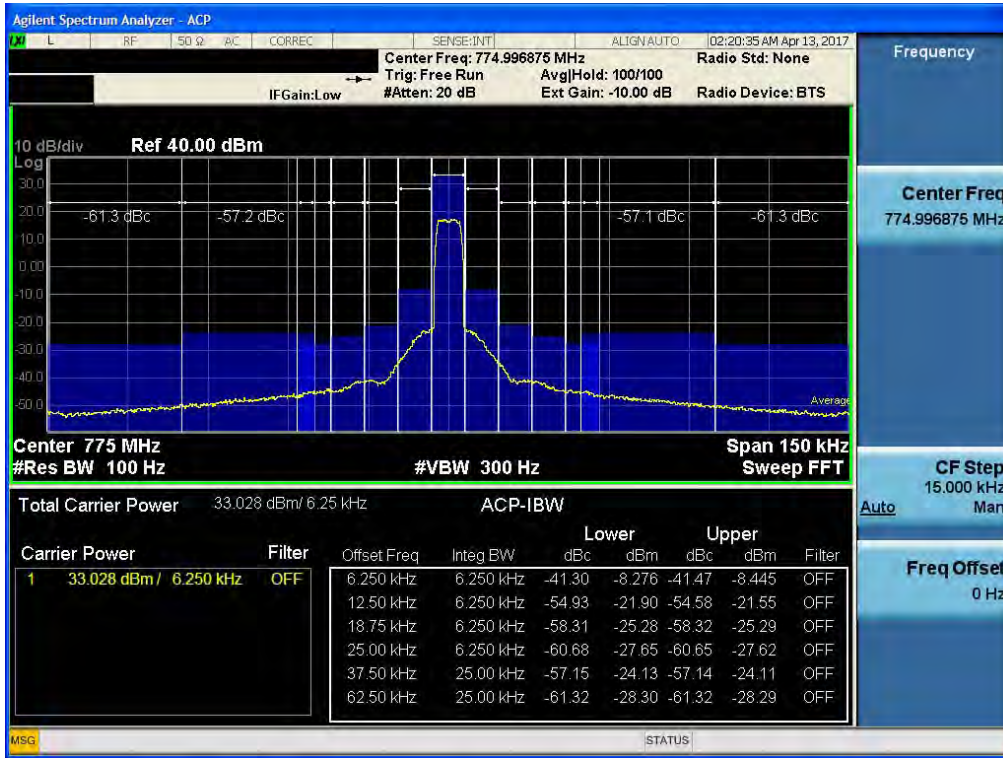 Agilent Spectrum Analyzer - ACP
LXI L RF 50 Ω AC CORREC SENSE:INT ALIGN AUTO 02:20:35 AM Apr 13, 2017
Center Freq: 774.996875 MHz Radio Std: None
Trig: Free Run Avg|Hold: 100/100
IFGain:Low #Atten: 20 dB Ext Gain: -10.00 dB Radio Device: BTS
10 dB/div Ref 40.00 dBm
Log
30.0
20.0
10.0
0.00
-10.0
-20.0
-30.0
-40.0
-50.0
-61.3 dBc -57.2 dBc -57.1 dBc -61.3 dBc
Average
Center 775 MHz Span 150 kHz
#Res BW 100 Hz #VBW 300 Hz Sweep FFT
Total Carrier Power 33.028 dBm/ 6.25 kHz ACP-IBW
Lower Upper
Carrier Power Filter Offset Freq Integ BW dBc dBm dBc dBm Filter
1 33.028 dBm / 6.250 kHz OFF 6.250 kHz 6.250 kHz -41.30 -8.276 -41.47 -8.445 OFF
12.50 kHz 6.250 kHz -54.93 -21.90 -54.58 -21.55 OFF
18.75 kHz 6.250 kHz -58.31 -25.28 -58.32 -25.29 OFF
25.00 kHz 6.250 kHz -60.68 -27.65 -60.65 -27.62 OFF
37.50 kHz 25.00 kHz -57.15 -24.13 -57.14 -24.11 OFF
62.50 kHz 25.00 kHz -61.32 -28.30 -61.32 -28.29 OFF
MSG STATUS
Frequency
Center Freq
774.996875 MHz
CF Step
15.000 kHz
Auto Man
Freq Offset
0 Hz